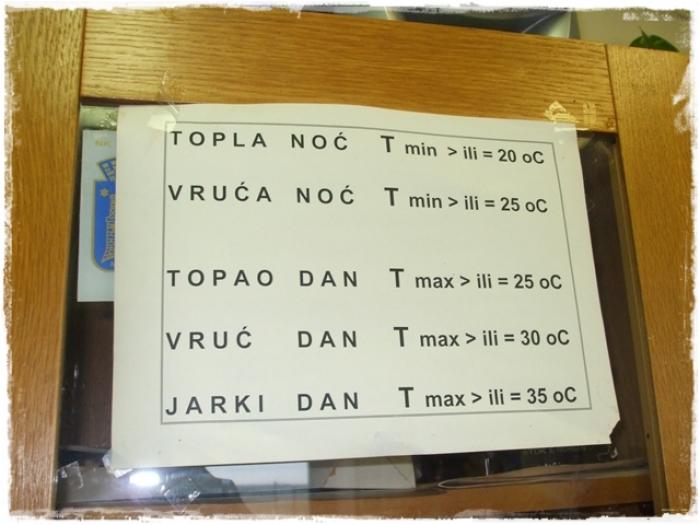 TOPLA NOĆ T min > ili = 20 oC
VRUĆA NOĆ T min > ili = 25 oC
TOPAO DAN T max > ili = 25 oC
VRUĆ DAN T max > ili = 30 oC
JARKI DAN T max > ili = 35 oC
NK